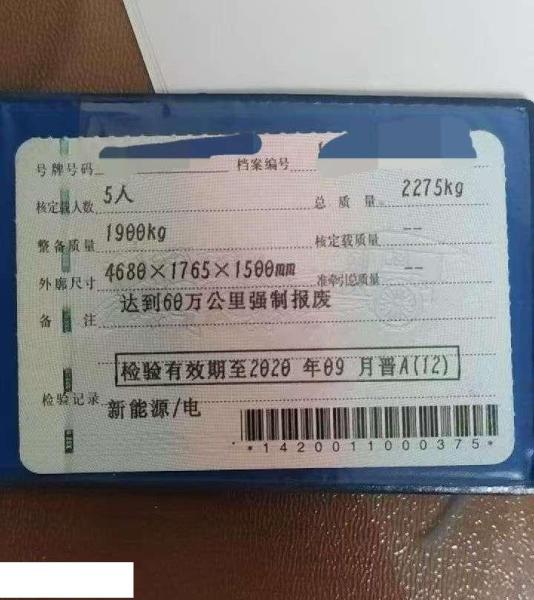 号牌号码 档案编号
核定载人数 5人 总质量 2275kg
整备质量 1900kg 核定载质量 --
外廓尺寸 4680×1765×1500mm 准牵引总质量 --
备注 达到60万公里强制报废
检验有效期至2020年09月晋A(12)
检验记录 新能源/电
*1420011000375*